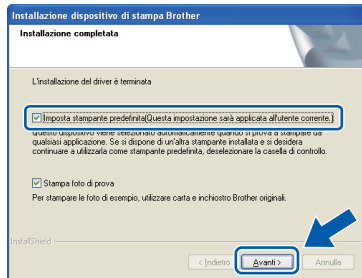 Installazione dispositivo di stampa Brother
Installazione completata
L'installazione del driver è terminata
Imposta stampante predefinita(Questa impostazione sarà applicata all'utente corrente.)
Questo dispositivo viene selezionato automaticamente quando si prova a stampare da
qualsiasi applicazione. Se si dispone di un'altra stampante installata e si desidera
continuare a utilizzarla come stampante predefinita, deselezionare la casella di controllo.
Stampa foto di prova
Per stampare le foto di esempio, utilizzare carta e inchiostro Brother originali.
InstallShield
< Indietro
Avanti >
Annulla